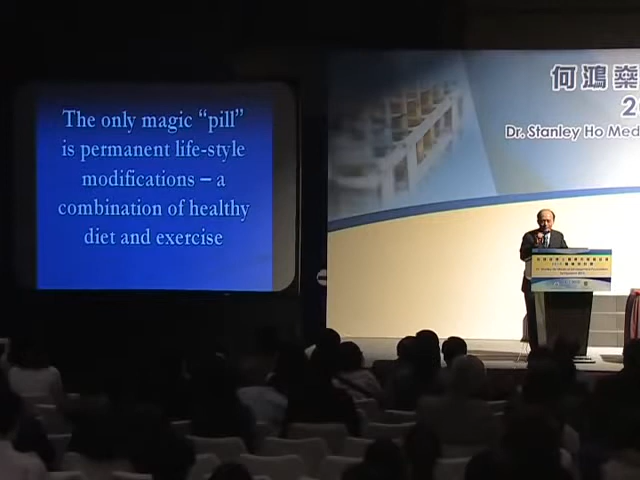 The only magic “pill”
is permanent life-style
modifications – a
combination of healthy
diet and exercise
何鴻燊
2
Dr. Stanley Ho Med